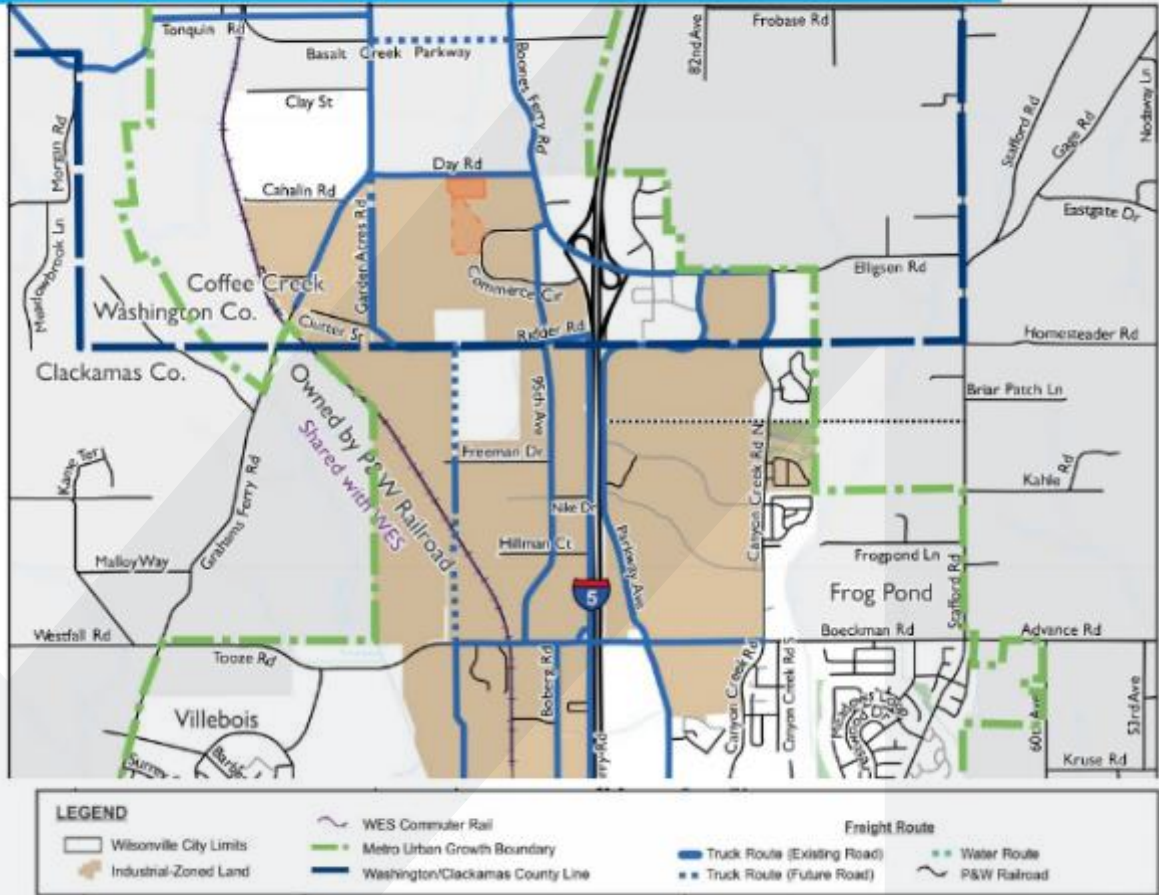 Tonquin Rd
Basalt Creek Parkway
Boones Ferry Rd
82nd Ave
Frobase Rd
Stafford Rd
Gage Rd
Nodaway Ln
Clay St
Morgan Rd
Day Rd
Cahalin Rd
Garden Acres Rd
Eastgate Dr
Meadowbrook Ln
Elligsen Rd
Coffee Creek
Commerce Cir
Washington Co.
Clutter St
Ridder Rd
Homesteader Rd
Clackamas Co.
Owned by P&W Railroad
Shared with WES
95th Ave
Briar Patch Ln
Canyon Creek Rd N
Freeman Dr
Kame Ter
Kahle Rd
Grahams Ferry Rd
Nike Dr
Hillman Ct
Parkway Ave
Malloy Way
Frogpond Ln
5
Frog Pond
Stafford Rd
Westfall Rd
Boeckman Rd
Advance Rd
Tooze Rd
Boberg Rd
Canyon Creek Rd
Canyon Creek Rd S
Villebois
60th Ave
53rd Ave
Surrey
Kruse Rd
LEGEND
Wilsonville City Limits
Industrial-Zoned Land
WES Commuter Rail
Metro Urban Growth Boundary
Washington/Clackamas County Line
Freight Route
Truck Route (Existing Road)
Truck Route (Future Road)
Water Route
P&W Railroad